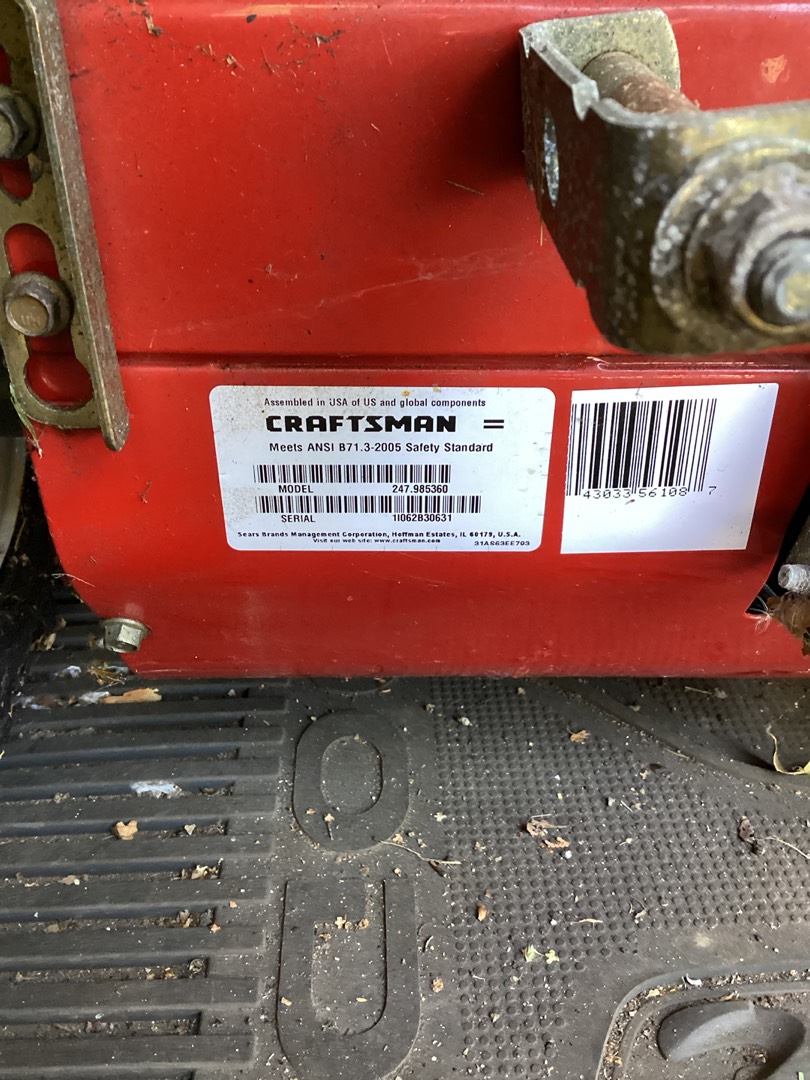 Assembled in USA of US and global components
CRAFTSMAN =
Meets ANSI B71.3-2005 Safety Standard
MODEL 247.985360
SERIAL 1I062B30631
Sears Brands Management Corporation, Hoffman Estates, IL 60179, U.S.A.
Visit our web site: www.craftsman.com
31AS63EE793
43033 56108 7